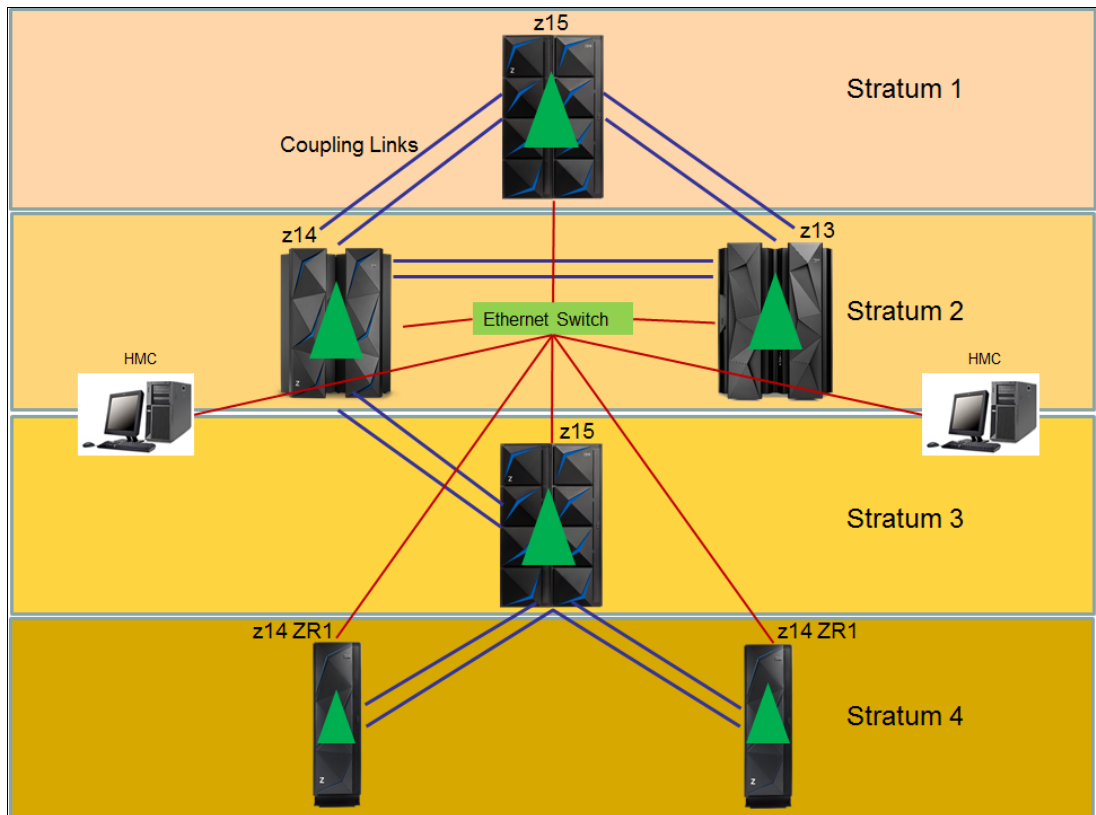 z15
Stratum 1
Coupling Links
z14
z13
Stratum 2
Ethernet Switch
HMC
HMC
z15
Stratum 3
z14 ZR1
z14 ZR1
Stratum 4